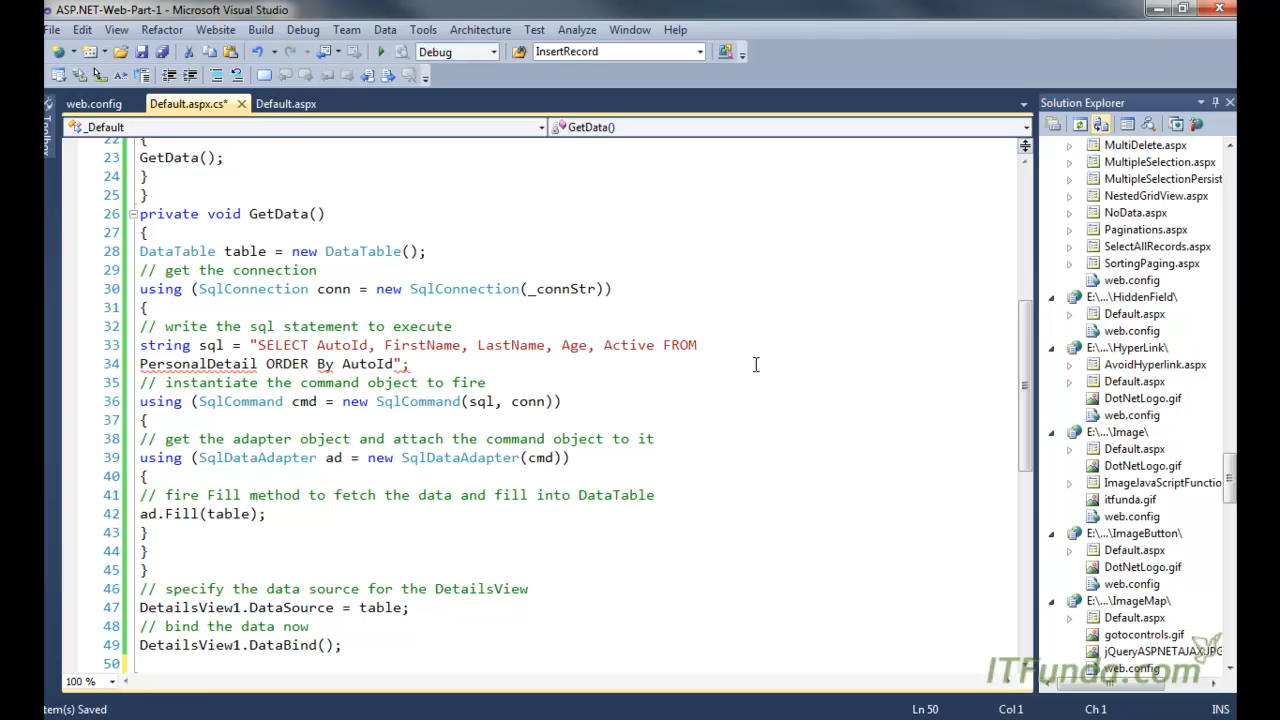 ASP.NET-Web-Part-1 - Microsoft Visual Studio
File Edit View Refactor Website Build Debug Team Data Tools Architecture Test Analyze Window Help
Debug InsertRecord
web.config Default.aspx.cs* Default.aspx
_Default GetData()
Toolbox
22 {
23 GetData();
24 }
25 }
26 private void GetData()
27 {
28 DataTable table = new DataTable();
29 // get the connection
30 using (SqlConnection conn = new SqlConnection(_connStr))
31 {
32 // write the sql statement to execute
33 string sql = "SELECT AutoId, FirstName, LastName, Age, Active FROM
34 PersonalDetail ORDER By AutoId";
35 // instantiate the command object to fire
36 using (SqlCommand cmd = new SqlCommand(sql, conn))
37 {
38 // get the adapter object and attach the command object to it
39 using (SqlDataAdapter ad = new SqlDataAdapter(cmd))
40 {
41 // fire Fill method to fetch the data and fill into DataTable
42 ad.Fill(table);
43 }
44 }
45 }
46 // specify the data source for the DetailsView
47 DetailsView1.DataSource = table;
48 // bind the data now
49 DetailsView1.DataBind();
50
100 %
Solution Explorer
MultiDelete.aspx
MultipleSelection.aspx
MultipleSelectionPersist
NestedGridView.aspx
NoData.aspx
Paginations.aspx
SelectAllRecords.aspx
SortingPaging.aspx
web.config
E:\...\HiddenField\
Default.aspx
web.config
E:\...\HyperLink\
AvoidHyperlink.aspx
Default.aspx
DotNetLogo.gif
web.config
E:\...\Image\
Default.aspx
DotNetLogo.gif
ImageJavaScriptFunctio
itfunda.gif
web.config
E:\...\ImageButton\
Default.aspx
DotNetLogo.gif
web.config
E:\...\ImageMap\
Default.aspx
gotocontrols.gif
jQueryASPNETAJAX.JPG
web.config
ITFunda.com
tem(s) Saved Ln 50 Col 1 Ch 1 INS